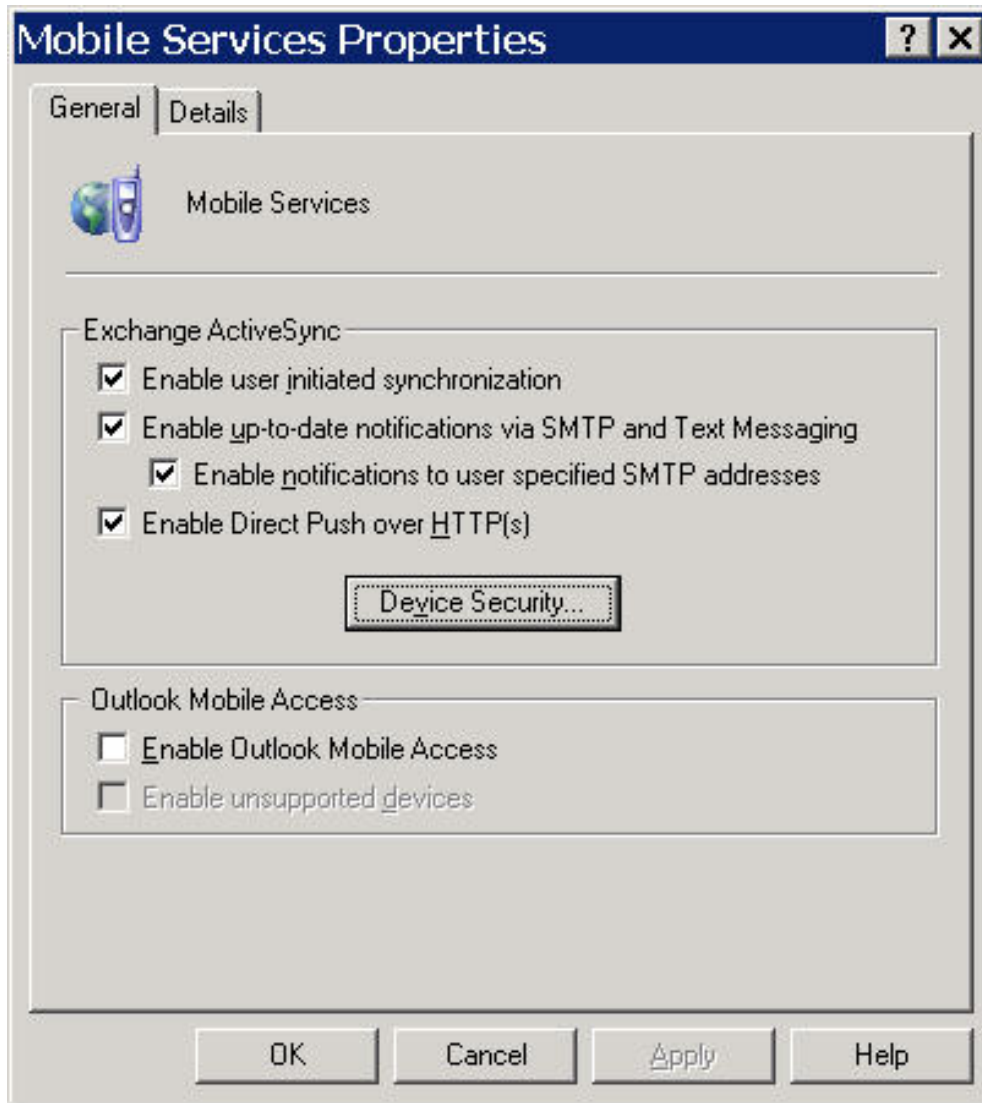 Mobile Services Properties
General
Details
Mobile Services
Exchange ActiveSync
Enable user initiated synchronization
Enable up-to-date notifications via SMTP and Text Messaging
Enable notifications to user specified SMTP addresses
Enable Direct Push over HTTP(s)
Device Security...
Outlook Mobile Access
Enable Outlook Mobile Access
Enable unsupported devices
OK
Cancel
Apply
Help